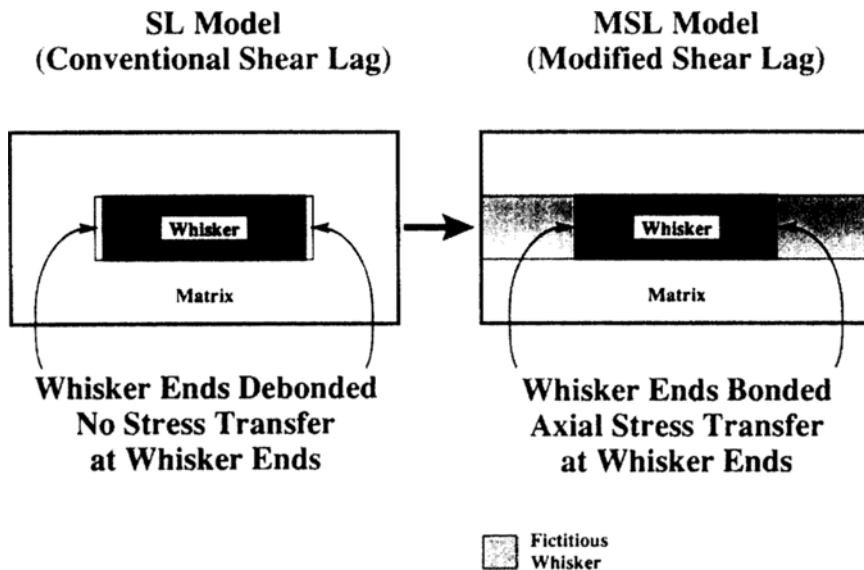 SL Model
(Conventional Shear Lag)
Whisker
Matrix
Whisker Ends Debonded
No Stress Transfer
at Whisker Ends
MSL Model
(Modified Shear Lag)
Whisker
Matrix
Whisker Ends Bonded
Axial Stress Transfer
at Whisker Ends
Fictitious
Whisker